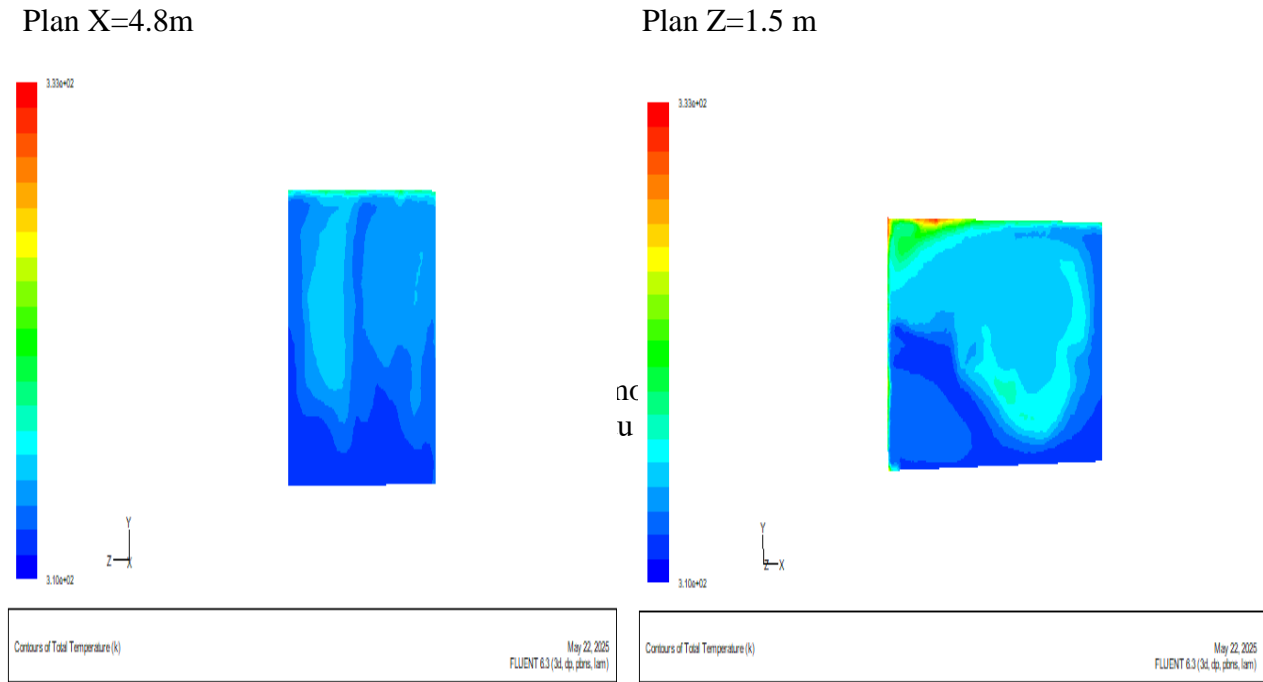 Plan X=4.8m
Plan Z=1.5 m
3.33e+02
3.33e+02
u
Y
Z
X
Y
Z
X
3.10e+02
3.10e+02
Contours of Total Temperature (k)
May 22, 2025
FLUENT 6.3 (3d, dp, pbns, lam)
Contours of Total Temperature (k)
May 22, 2025
FLUENT 6.3 (3d, dp, pbns, lam)